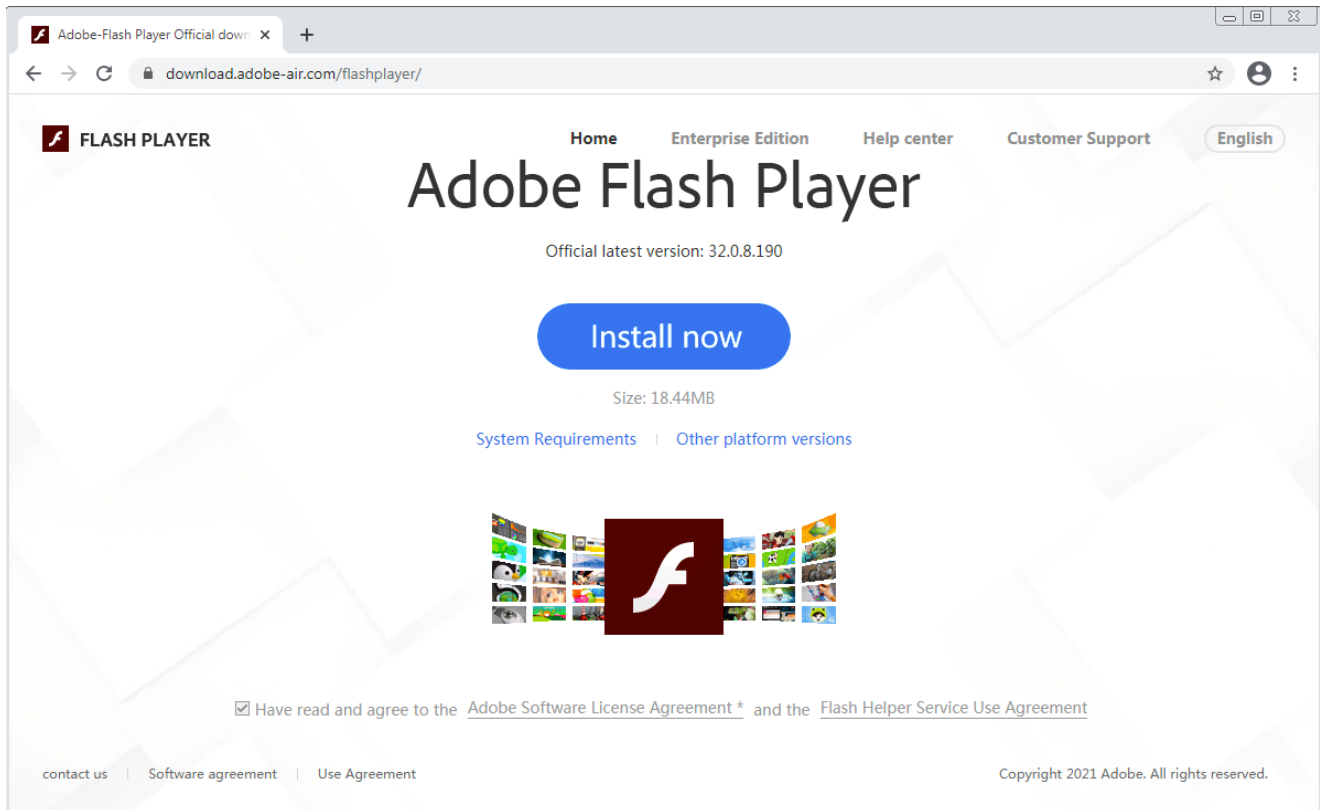 Adobe-Flash Player Official down
download.adobe-air.com/flashplayer/
FLASH PLAYER
Home
Enterprise Edition
Help center
Customer Support
English
Adobe Flash Player
Official latest version: 32.0.8.190
Install now
Size: 18.44MB
System Requirements | Other platform versions
Have read and agree to the Adobe Software License Agreement * and the Flash Helper Service Use Agreement
contact us | Software agreement | Use Agreement
Copyright 2021 Adobe. All rights reserved.